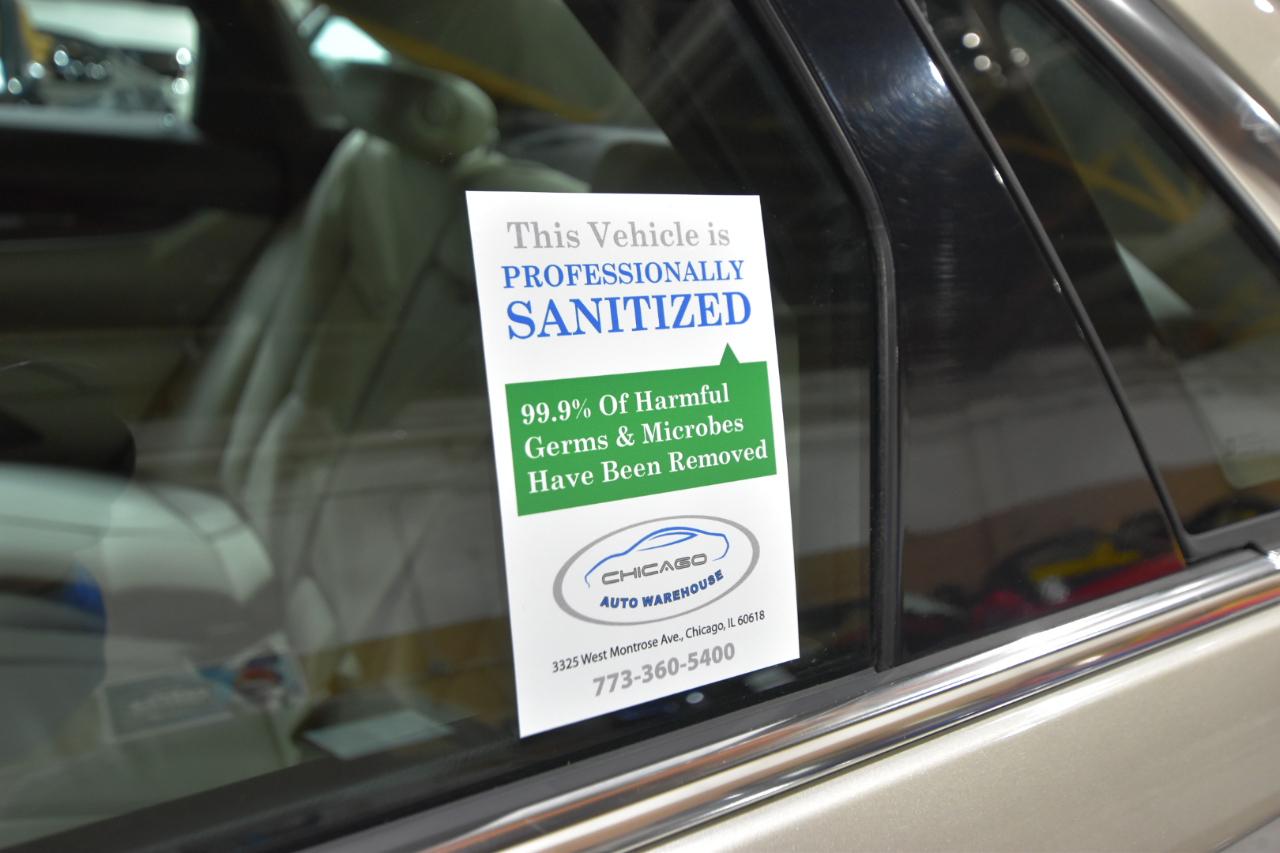 This Vehicle is
PROFESSIONALLY
SANITIZED
99.9% Of Harmful
Germs & Microbes
Have Been Removed
CHICAGO
AUTO WAREHOUSE
3325 West Montrose Ave., Chicago, IL 60618
773-360-5400